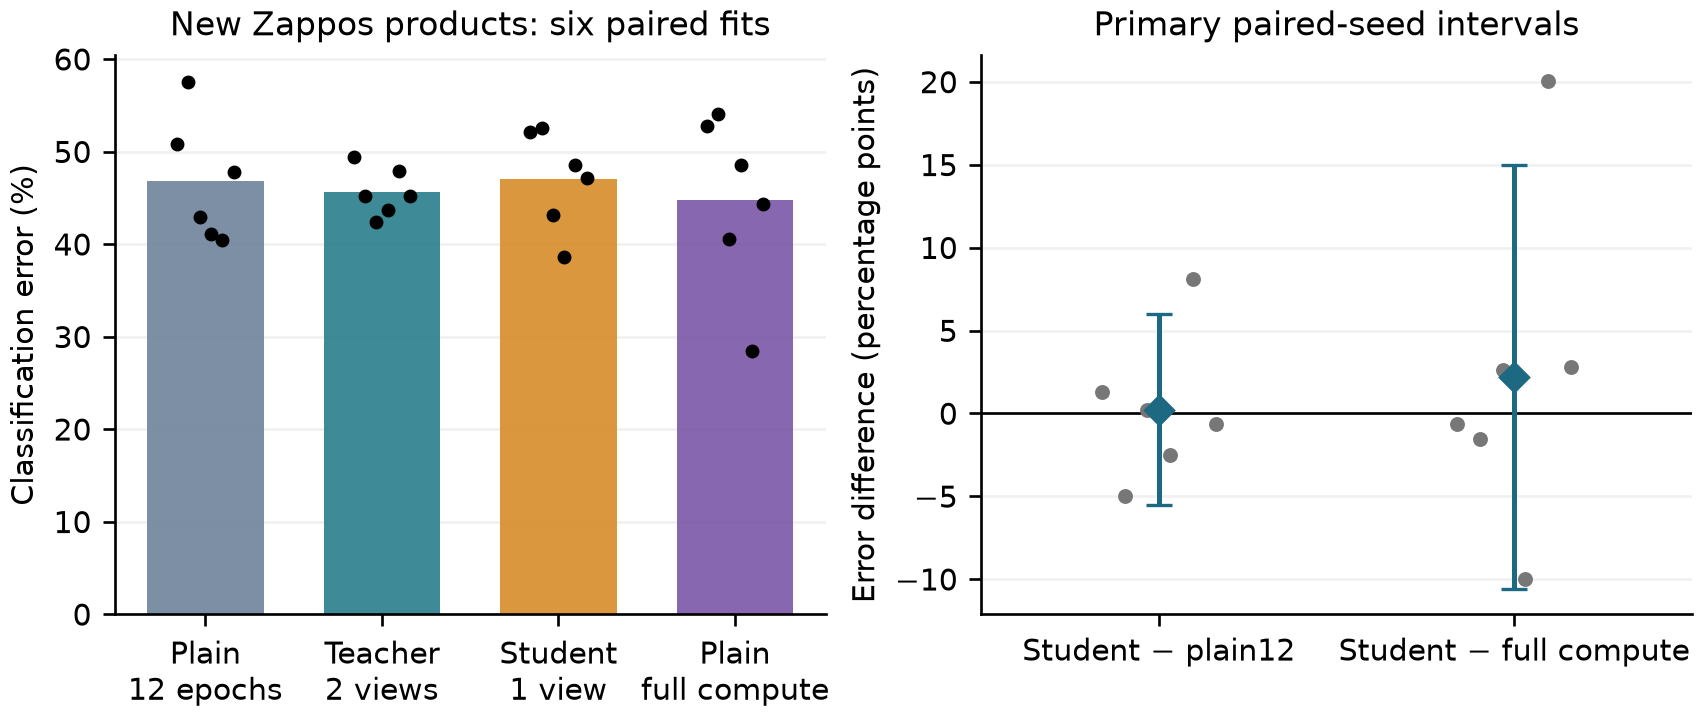 New Zappos products: six paired fits
Classification error (%)
60
50
40
30
20
10
0
Plain
12 epochs
Teacher
2 views
Student
1 view
Plain
full compute
Primary paired-seed intervals
Error difference (percentage points)
20
15
10
5
0
−5
−10
Student − plain12
Student − full compute